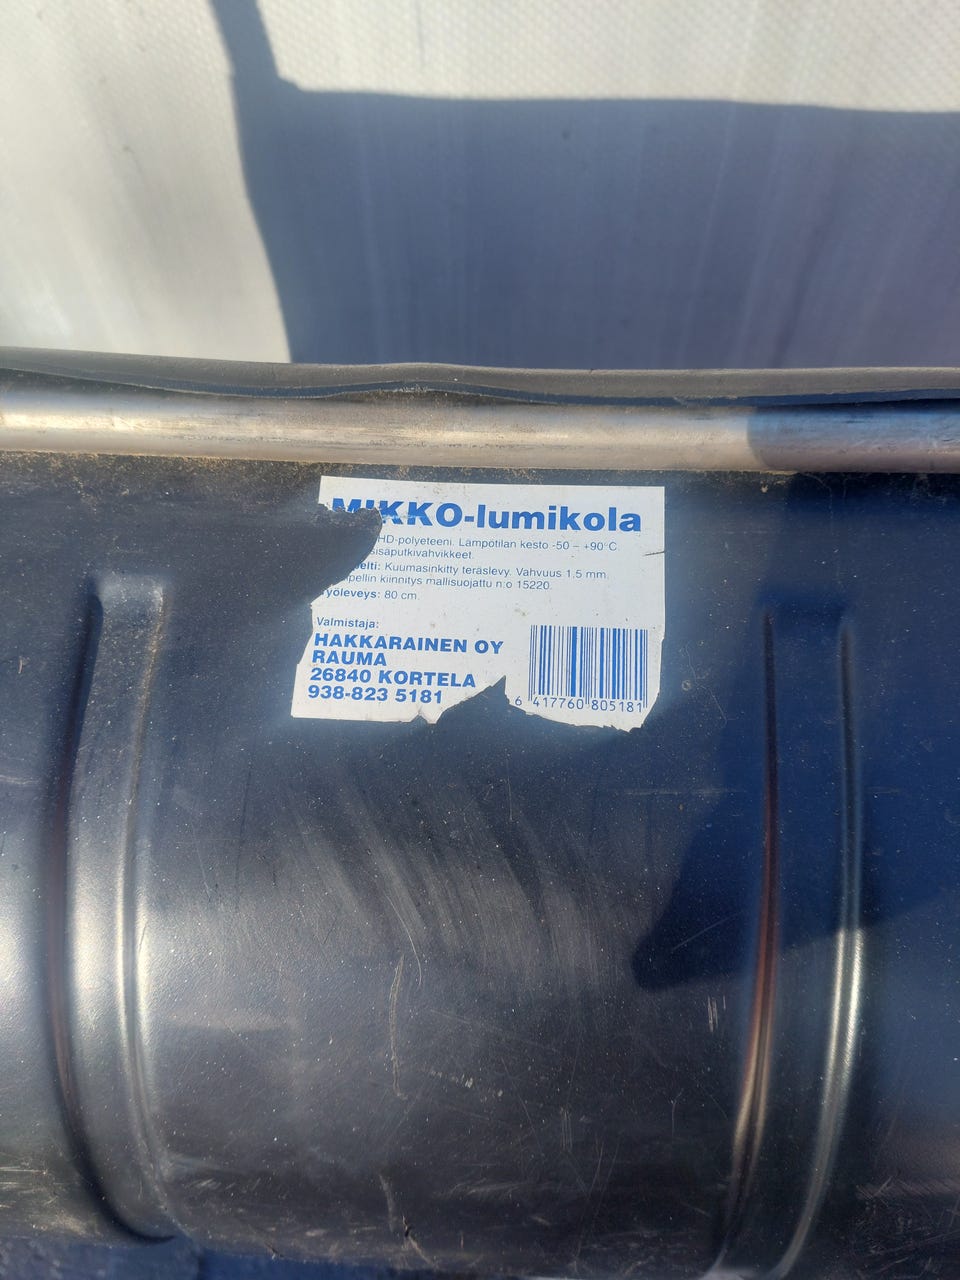 MIKKO-lumikola
HD-polyeteeni. Lämpötilan kesto -50 – +90°C.
sisäputkivahvikkeet.
Kuumasinkitty teräslevy. Vahvuus 1,5 mm.
kiinnitys mallisuojattu n:o 15220.
Työleveys: 80 cm.
Valmistaja:
HAKKARAINEN OY
RAUMA
26840 KORTELA
938-823 5181
6 417760 805181